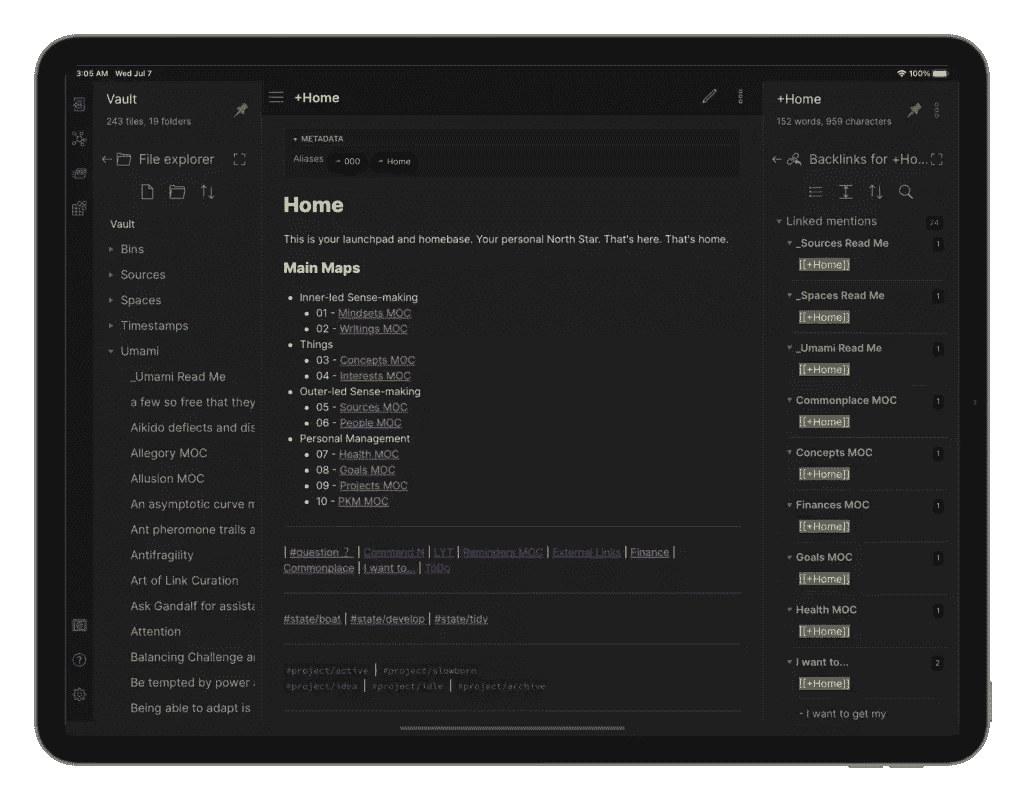 3:05 AM Wed Jul 7
100%
Vault
243 files, 19 folders
File explorer
Vault
Bins
Sources
Spaces
Timestamps
Umami
_Umami Read Me
a few so free that they
Aikido deflects and dis
Allegory MOC
Allusion MOC
An asymptotic curve
Ant pheromone trails a
Antifragility
Art of Link Curation
Ask Gandalf for assista
Attention
Balancing Challenge a
Be tempted by power
Being able to adapt is
+Home
METADATA
Aliases 000 Home
Home
This is your launchpad and homebase. Your personal North Star. That's here. That's home.
Main Maps
• Inner-led Sense-making
• 01 - Mindsets MOC
• 02 - Writings MOC
• Things
• 03 - Concepts MOC
• 04 - Interests MOC
• Outer-led Sense-making
• 05 - Sources MOC
• 06 - People MOC
• Personal Management
• 07 - Health MOC
• 08 - Goals MOC
• 09 - Projects MOC
• 10 - PKM MOC
| #question ? | Command N | LYT | Reminders MOC | External Links | Finance |
Commonplace | I want to... | ToDo
#state/boat | #state/develop | #state/tidy
#project/active | #project/slowburn
#project/idea | #project/idle | #project/archive
+Home
152 words, 959 characters
Backlinks for +Ho...
Linked mentions 24
_Sources Read Me 1
[[+Home]]
_Spaces Read Me 1
[[+Home]]
_Umami Read Me 1
[[+Home]]
Commonplace MOC 1
[[+Home]]
Concepts MOC 1
[[+Home]]
Finances MOC 1
[[+Home]]
Goals MOC 1
[[+Home]]
Health MOC 1
[[+Home]]
I want to... 2
[[+Home]]
- I want to get my